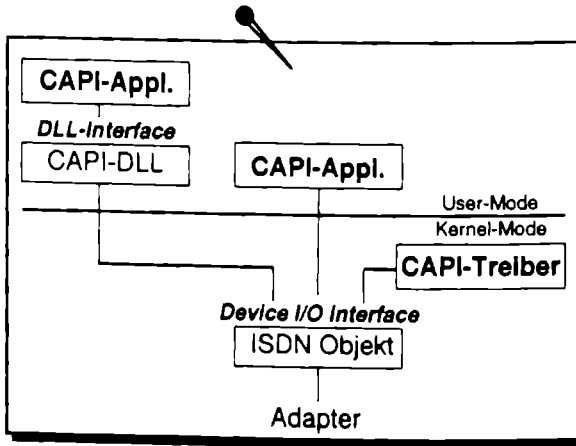 CAPI-Appl.
DLL-Interface
CAPI-DLL
CAPI-Appl.
User-Mode
Kernel-Mode
CAPI-Treiber
Device I/O Interface
ISDN Objekt
Adapter